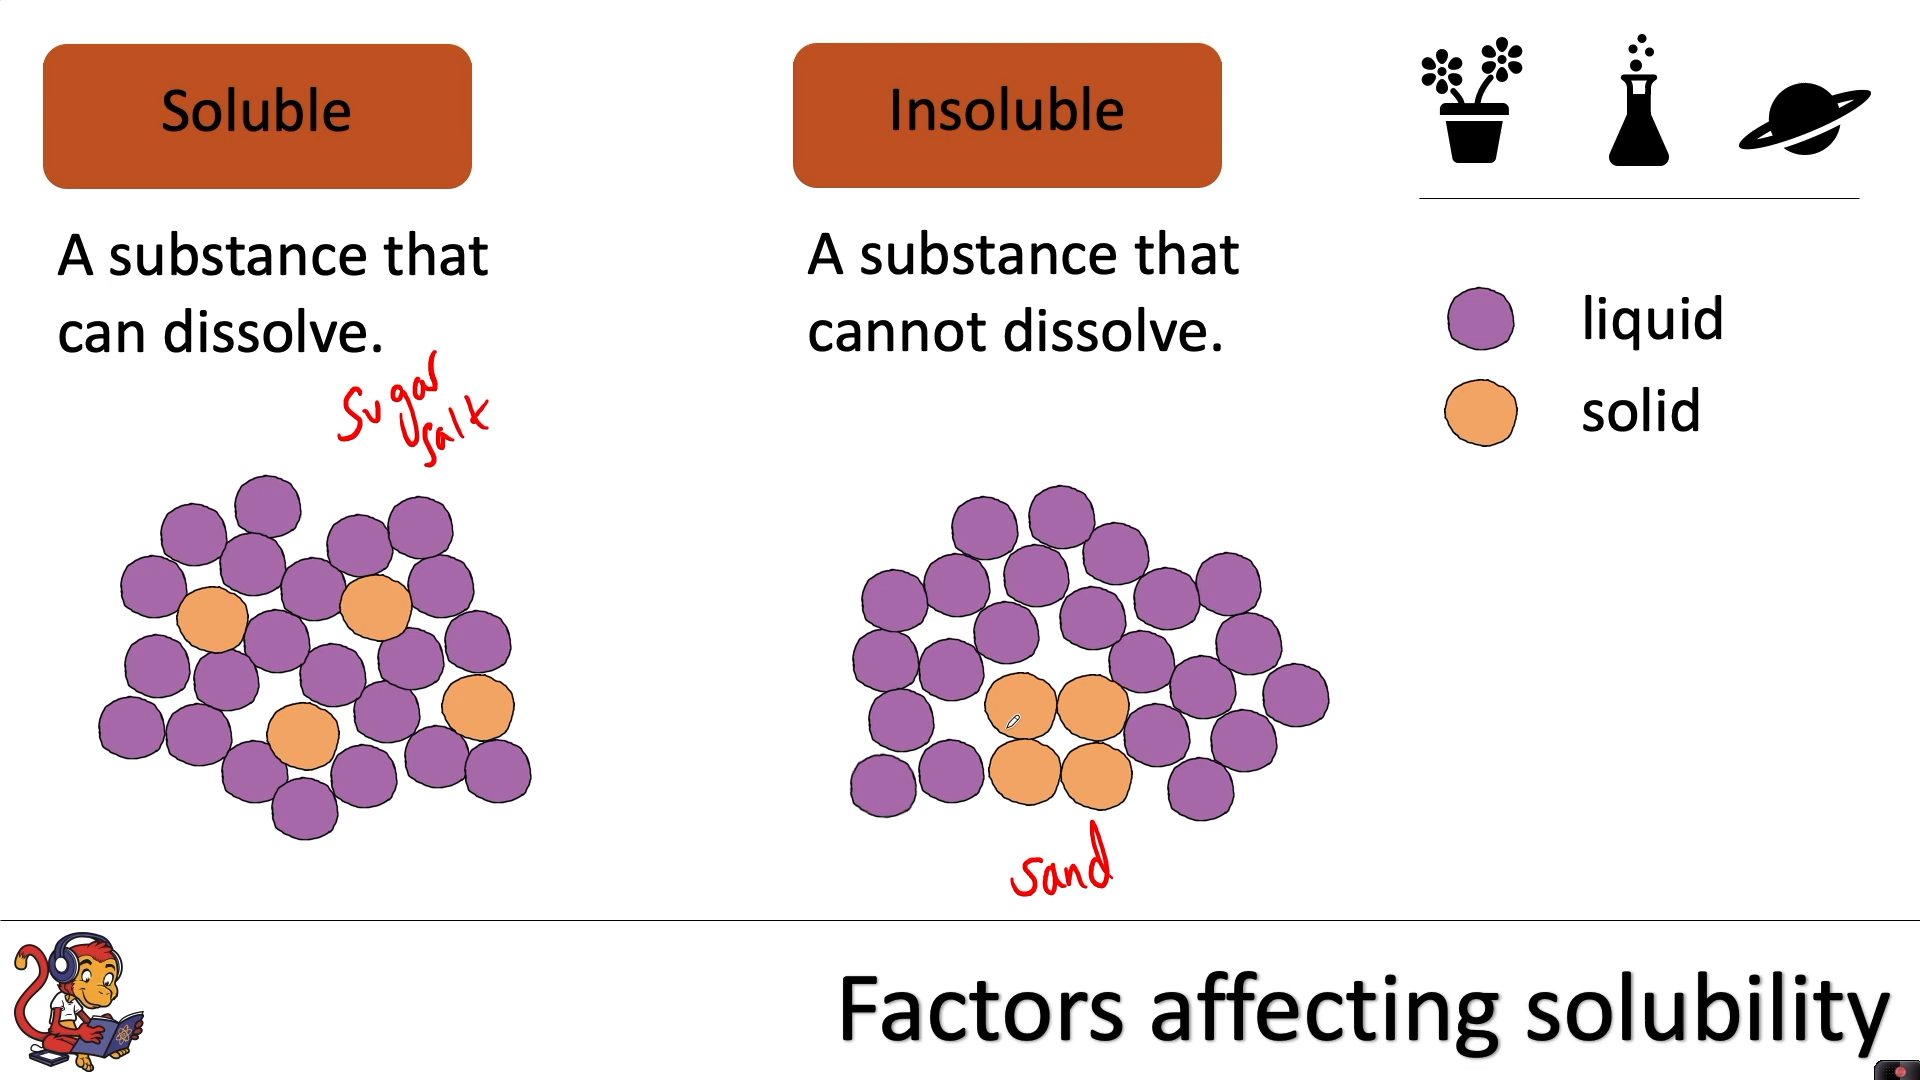 Soluble
A substance that
can dissolve.
Sugar
salt
Insoluble
A substance that
cannot dissolve.
sand
liquid
solid
Factors affecting solubility